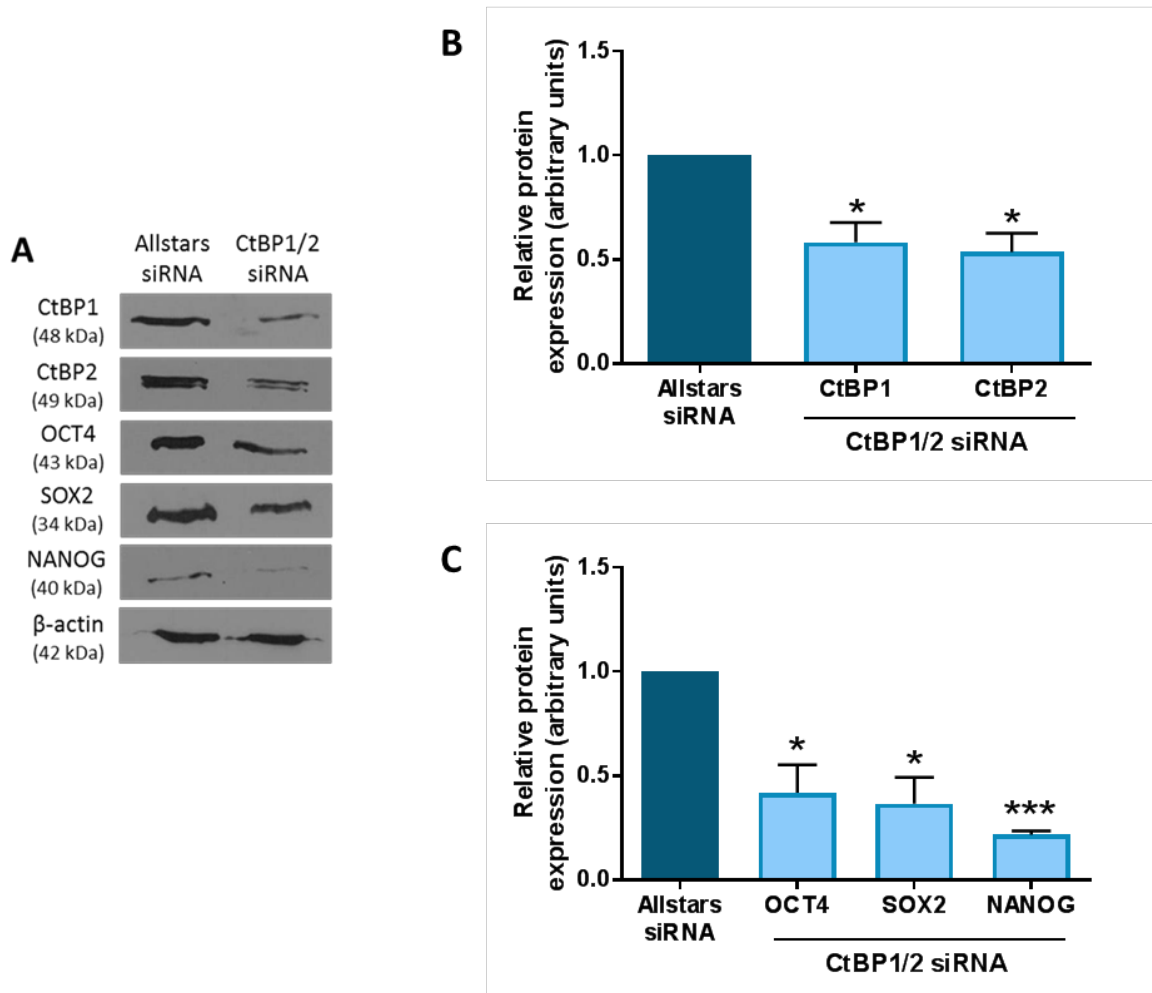 A
Allstars
siRNA
CtBP1/2
siRNA
CtBP1
(48 kDa)
CtBP2
(49 kDa)
OCT4
(43 kDa)
SOX2
(34 kDa)
NANOG
(40 kDa)
β-actin
(42 kDa)
B
Relative protein
expression (arbitrary units)
1.5
1.0
0.5
0.0
*
*
Allstars
siRNA
CtBP1
CtBP2
CtBP1/2 siRNA
C
Relative protein
expression (arbitrary units)
1.5
1.0
0.5
0.0
*
*
***
Allstars
siRNA
OCT4
SOX2
NANOG
CtBP1/2 siRNA